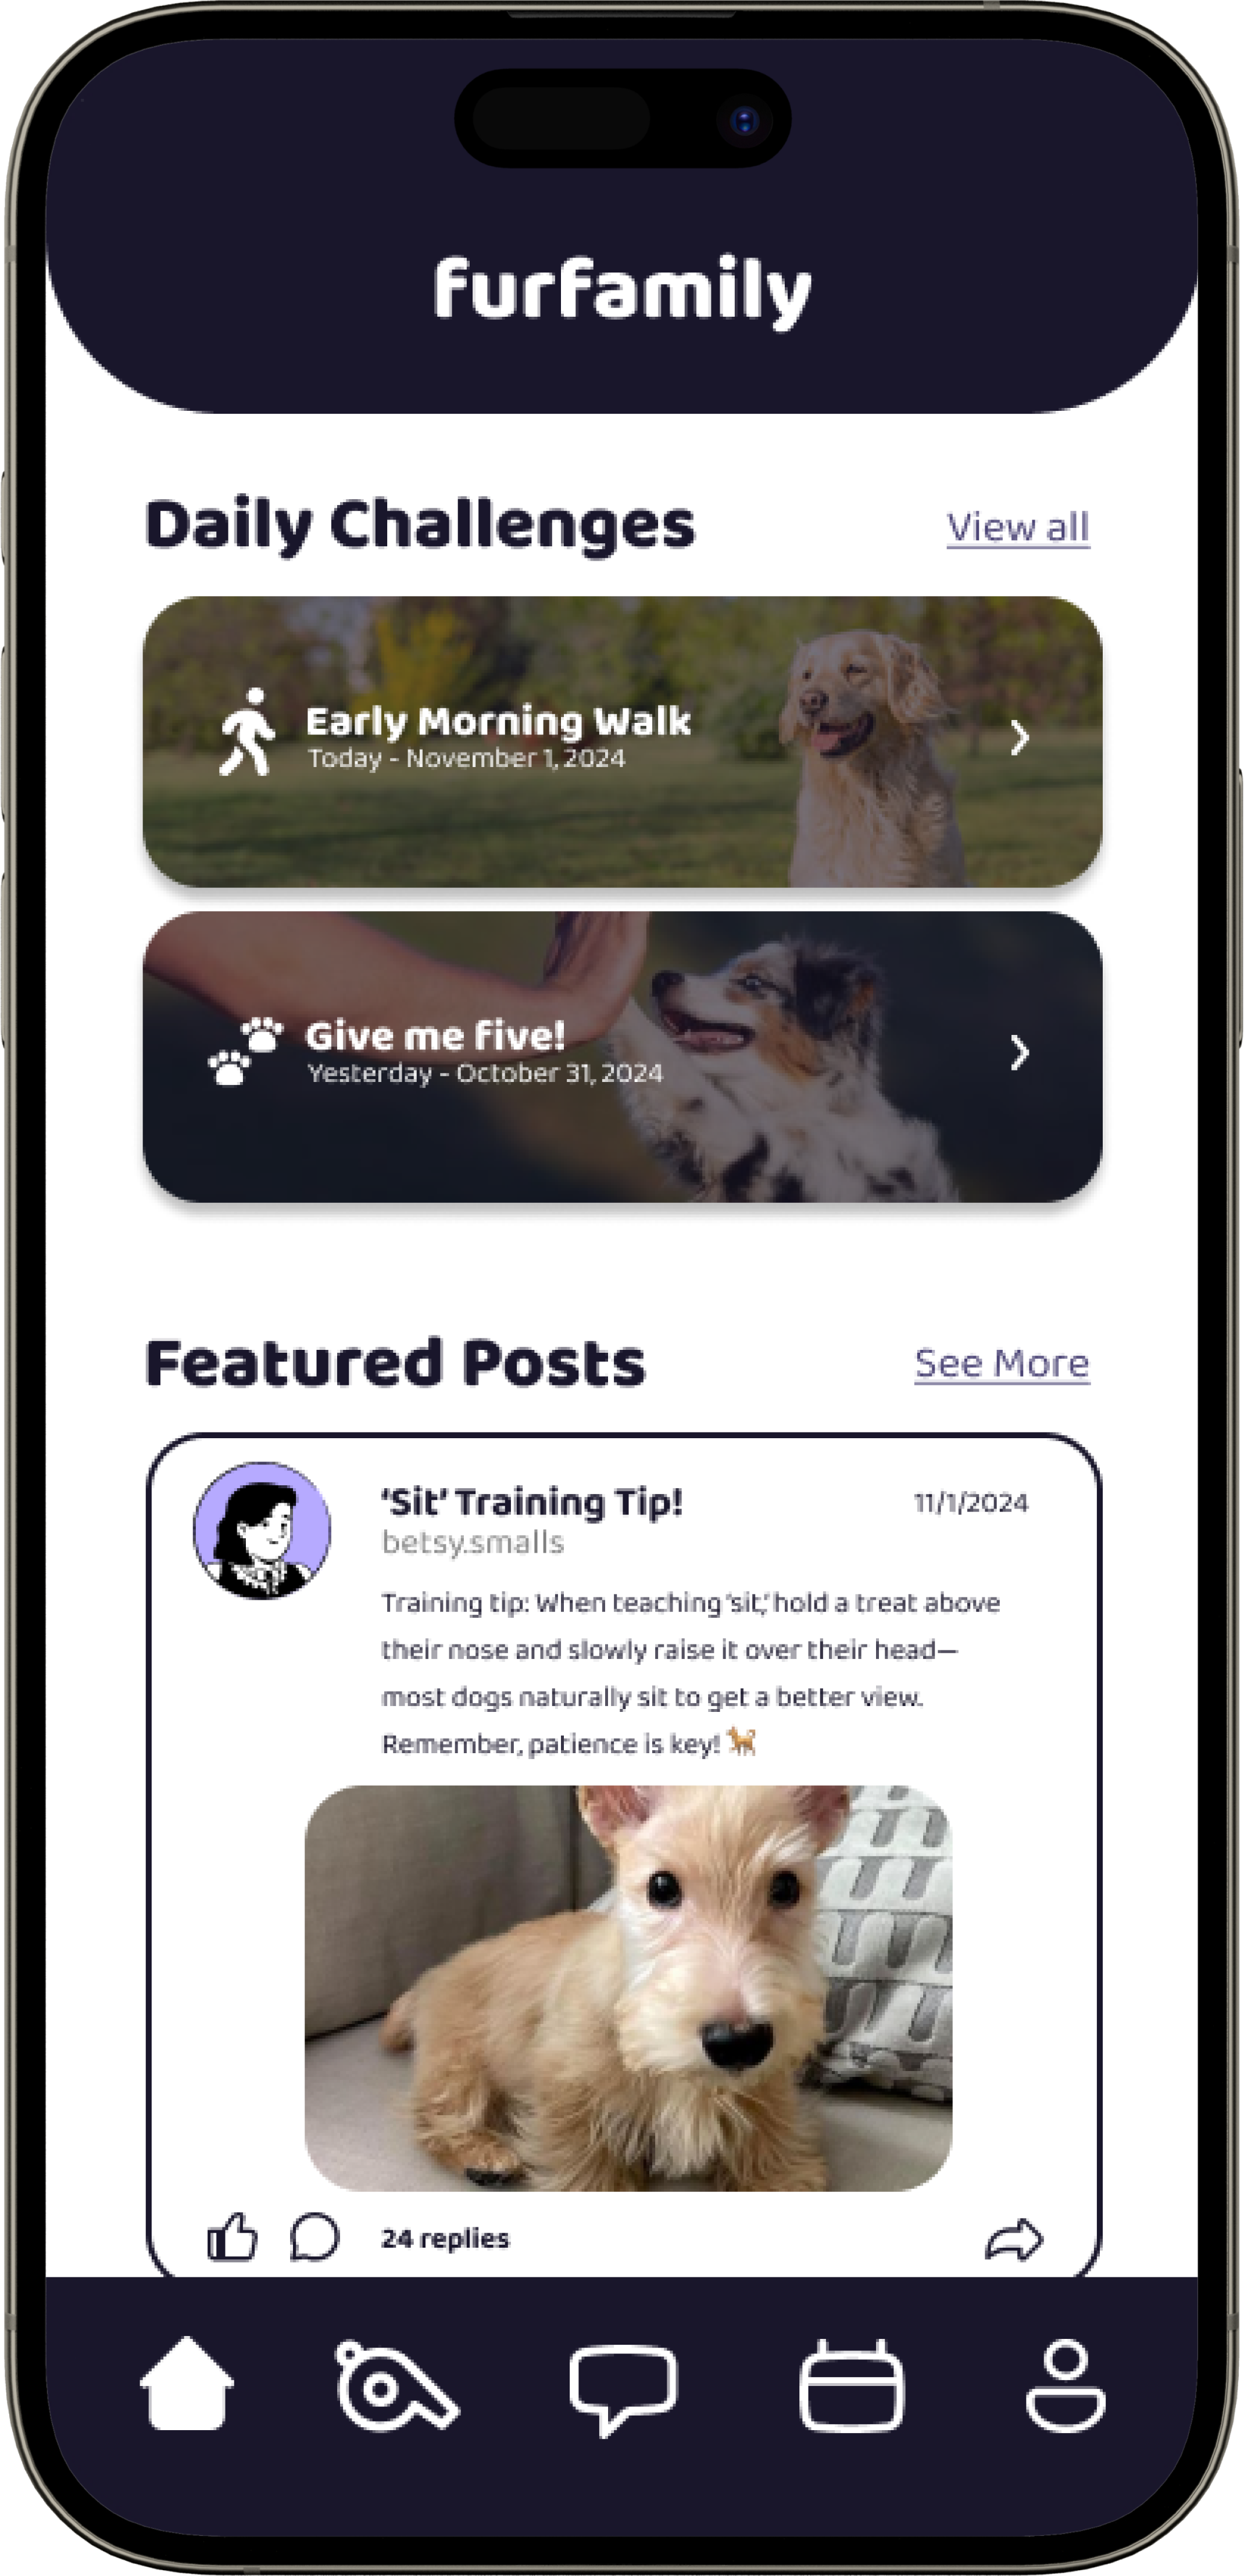 furfamily
Daily Challenges
View all
Early Morning Walk
Today - November 1, 2024
Give me five!
Yesterday - October 31, 2024
Featured Posts
See More
‘Sit’ Training Tip!
11/1/2024
betsy.smalls
Training tip: When teaching ‘sit,’ hold a treat above
their nose and slowly raise it over their head—
most dogs naturally sit to get a better view.
Remember, patience is key! 🐕
24 replies